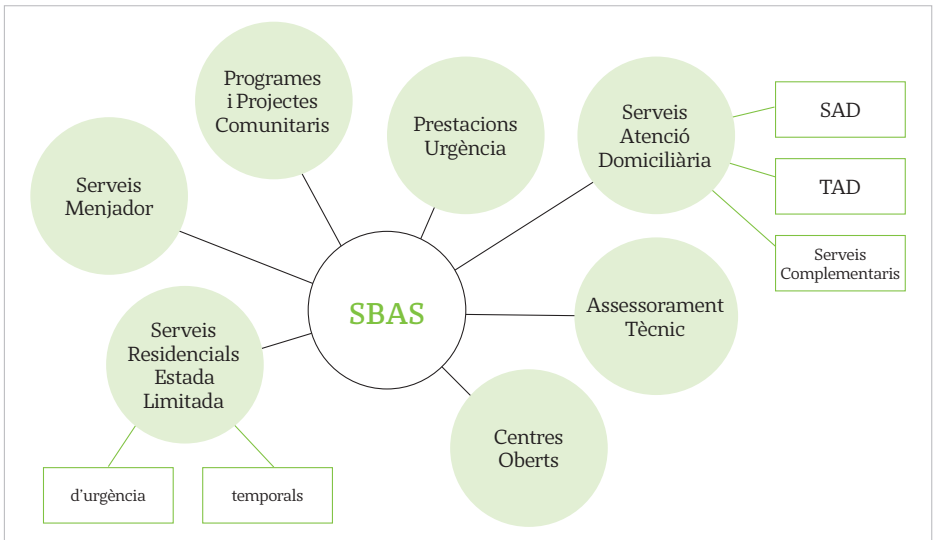 Programes
i Projectes
Comunitaris
Prestacions
Urgència
Serveis
Atenció
Domiciliària
SAD
TAD
Serveis
Complementaris
Serveis
Menjador
SBAS
Assessorament
Tècnic
Serveis
Residencials
Estada
Limitada
d'urgència
temporals
Centres
Oberts